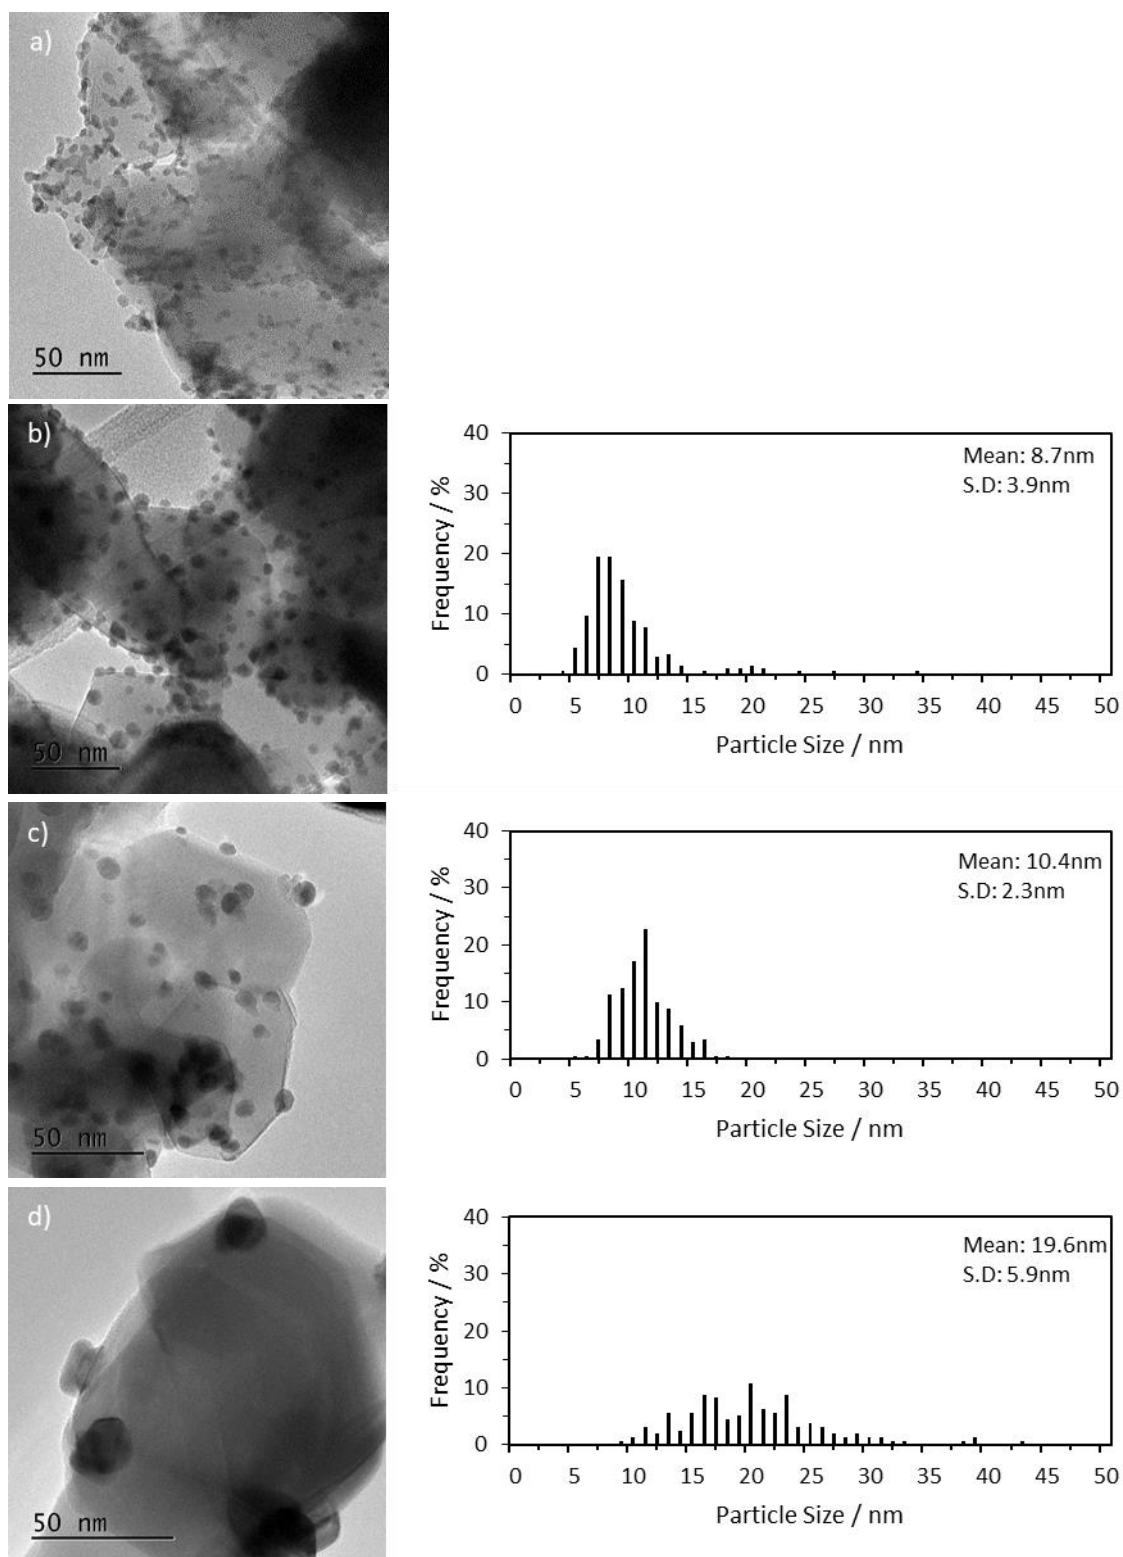 a)
50 nm
b)
50 nm
40
30
20
10
0
Frequency / %
Mean: 8.7nm
S.D: 3.9nm
0 5 10 15 20 25 30 35 40 45 50
Particle Size / nm
c)
50 nm
40
30
20
10
0
Frequency / %
Mean: 10.4nm
S.D: 2.3nm
0 5 10 15 20 25 30 35 40 45 50
Particle Size / nm
d)
50 nm
40
30
20
10
0
Frequency / %
Mean: 19.6nm
S.D: 5.9nm
0 5 10 15 20 25 30 35 40 45 50
Particle Size / nm